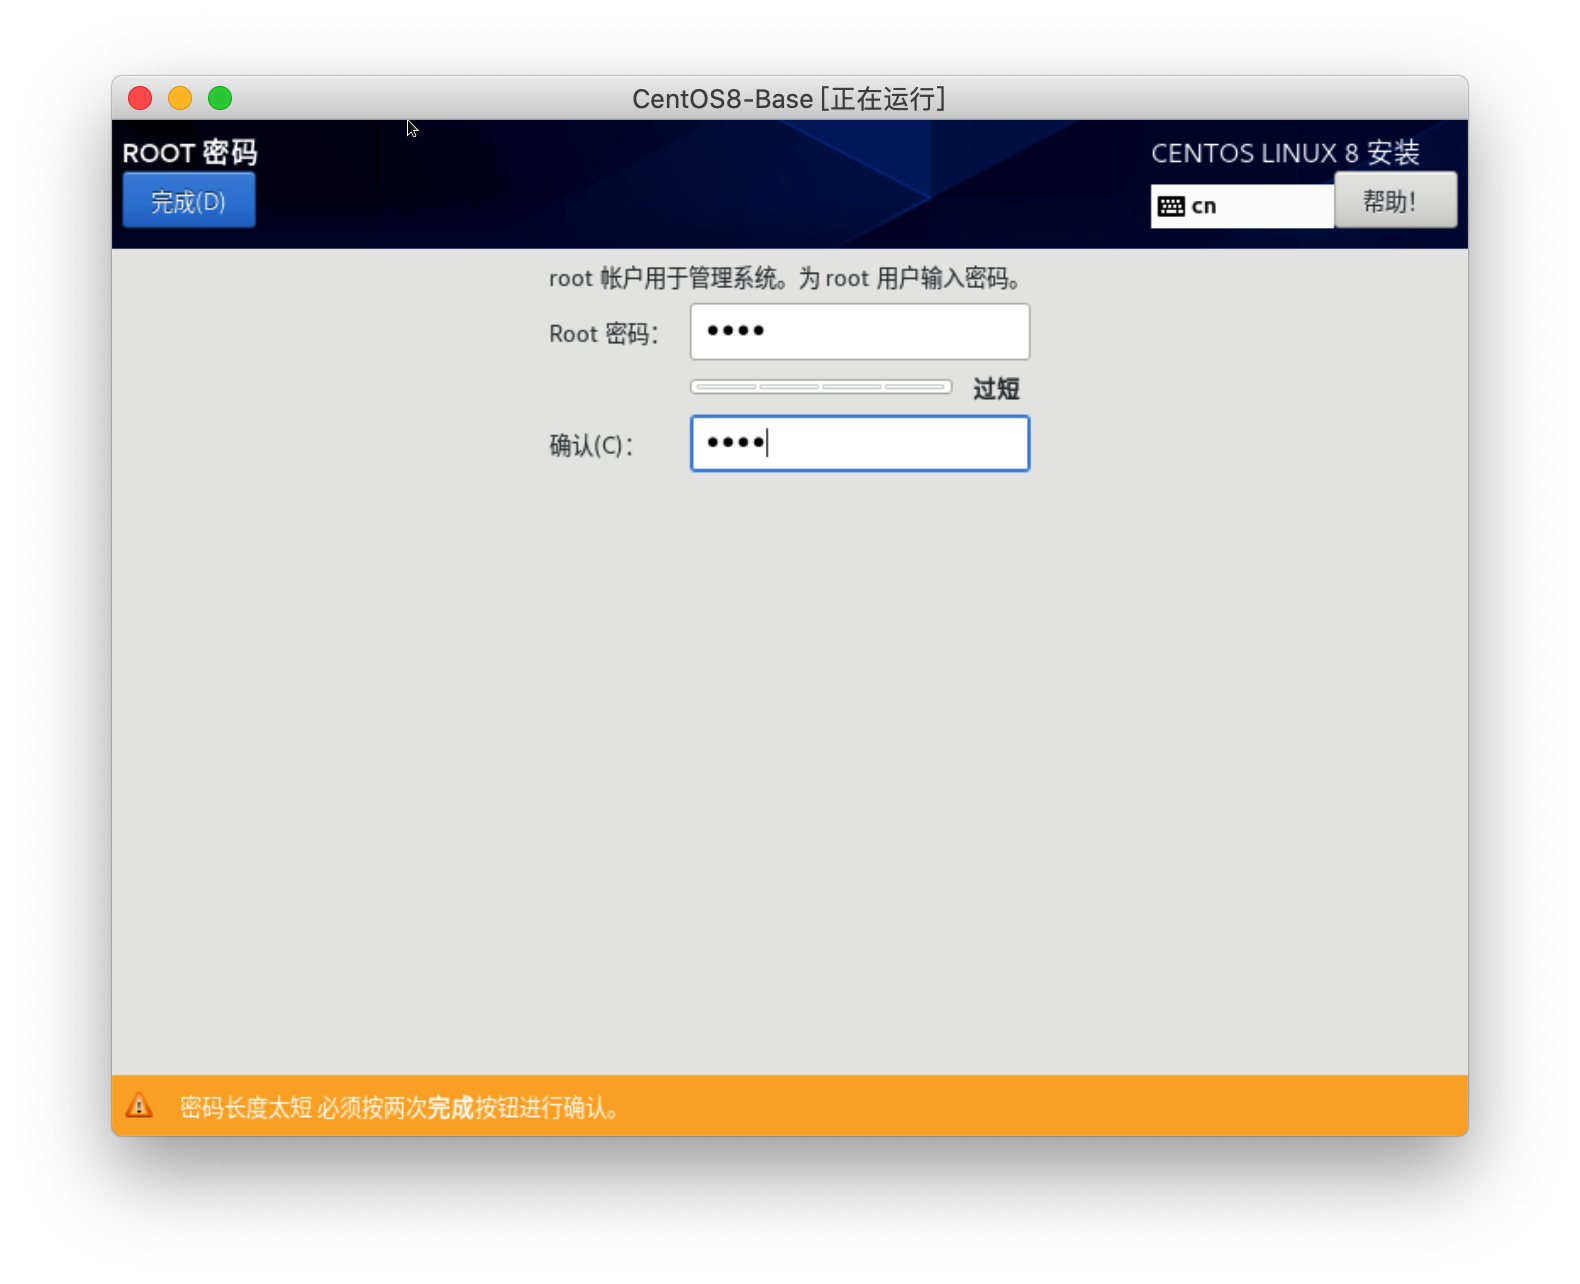 CentOS8-Base [正在运行]
ROOT 密码
CENTOS LINUX 8 安装
完成(D)
cn
帮助！
root 帐户用于管理系统。为 root 用户输入密码。
Root 密码：
••••
过短
确认(C)：
••••
密码长度太短 必须按两次完成按钮进行确认。